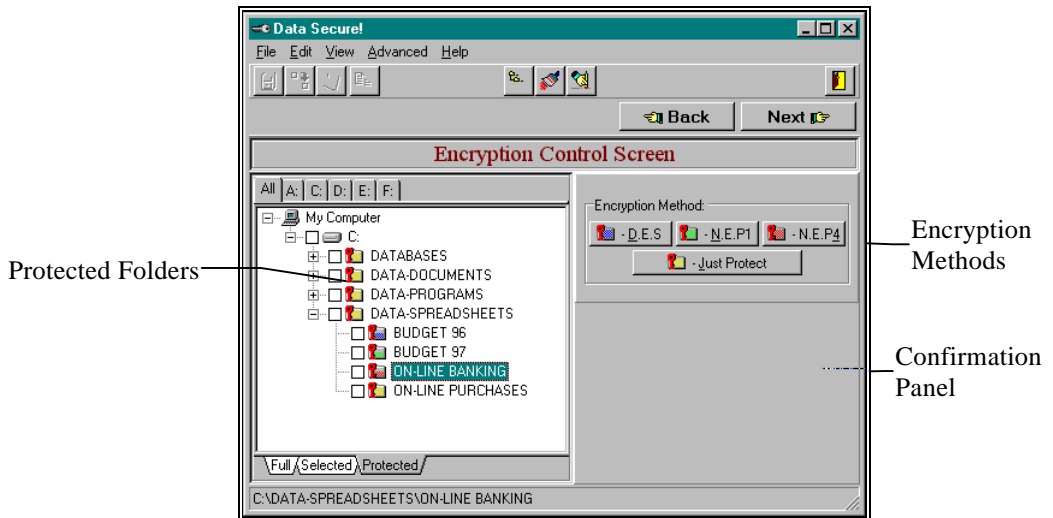 Data Secure!
File Edit View Advanced Help
Back Next
Encryption Control Screen
All A: C: D: E: F:
My Computer
C:
DATABASES
DATA-DOCUMENTS
DATA-PROGRAMS
DATA-SPREADSHEETS
BUDGET 96
BUDGET 97
ON-LINE BANKING
ON-LINE PURCHASES
Full Selected Protected
C:\DATA-SPREADSHEETS\ON-LINE BANKING
Encryption Method:
- D.E.S - N.E.P1 - N.E.P4
- Just Protect
Protected Folders
Encryption
Methods
Confirmation
Panel